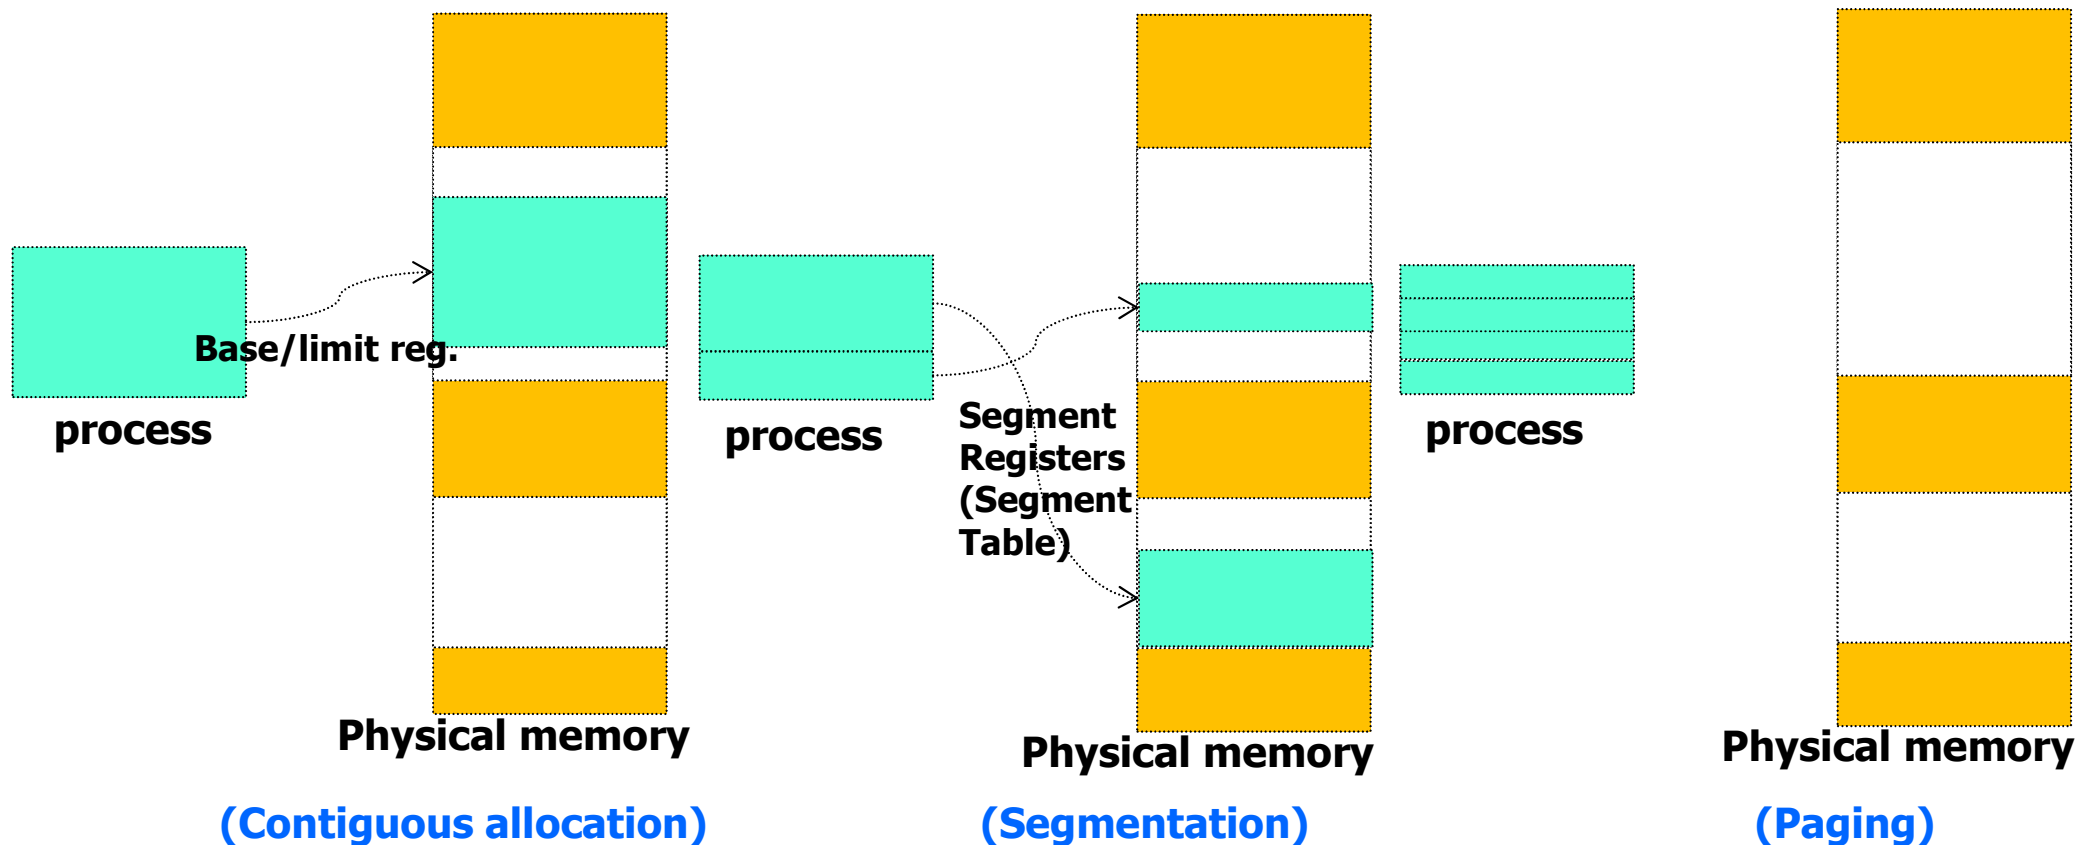 Base/limit reg.
process
Physical memory
(Contiguous allocation)
process
Segment
Registers
(Segment
Table)
Physical memory
(Segmentation)
process
Physical memory
(Paging)